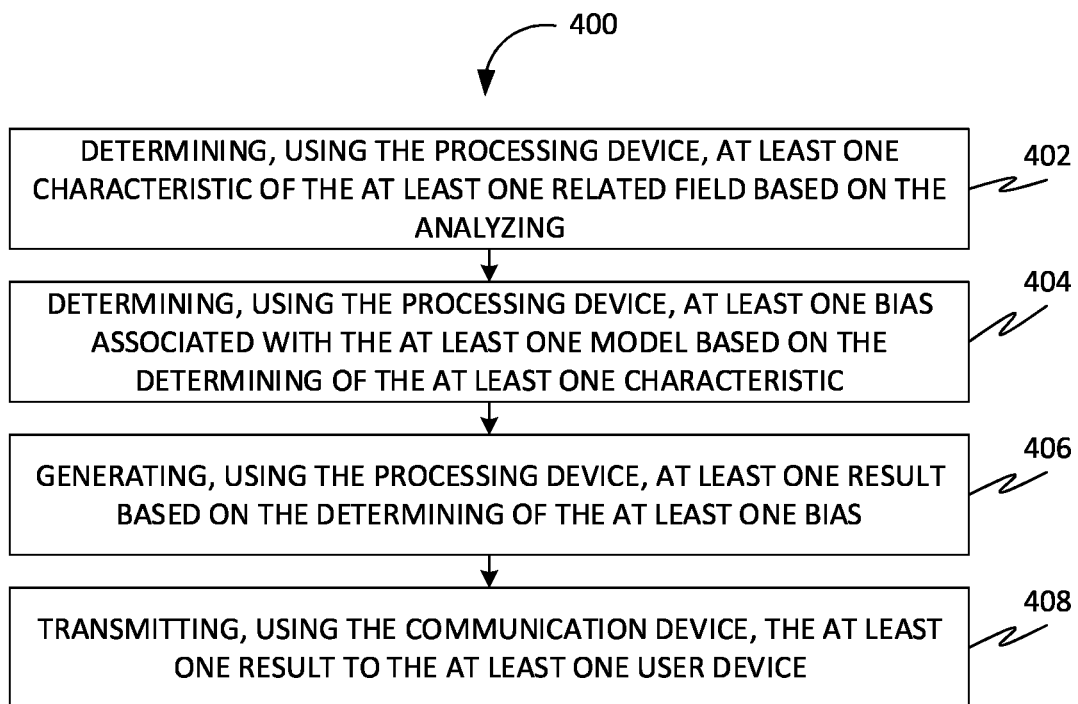 400
DETERMINING, USING THE PROCESSING DEVICE, AT LEAST ONE
CHARACTERISTIC OF THE AT LEAST ONE RELATED FIELD BASED ON THE
ANALYZING
402
DETERMINING, USING THE PROCESSING DEVICE, AT LEAST ONE BIAS
ASSOCIATED WITH THE AT LEAST ONE MODEL BASED ON THE
DETERMINING OF THE AT LEAST ONE CHARACTERISTIC
404
GENERATING, USING THE PROCESSING DEVICE, AT LEAST ONE RESULT
BASED ON THE DETERMINING OF THE AT LEAST ONE BIAS
406
TRANSMITTING, USING THE COMMUNICATION DEVICE, THE AT LEAST
ONE RESULT TO THE AT LEAST ONE USER DEVICE
408